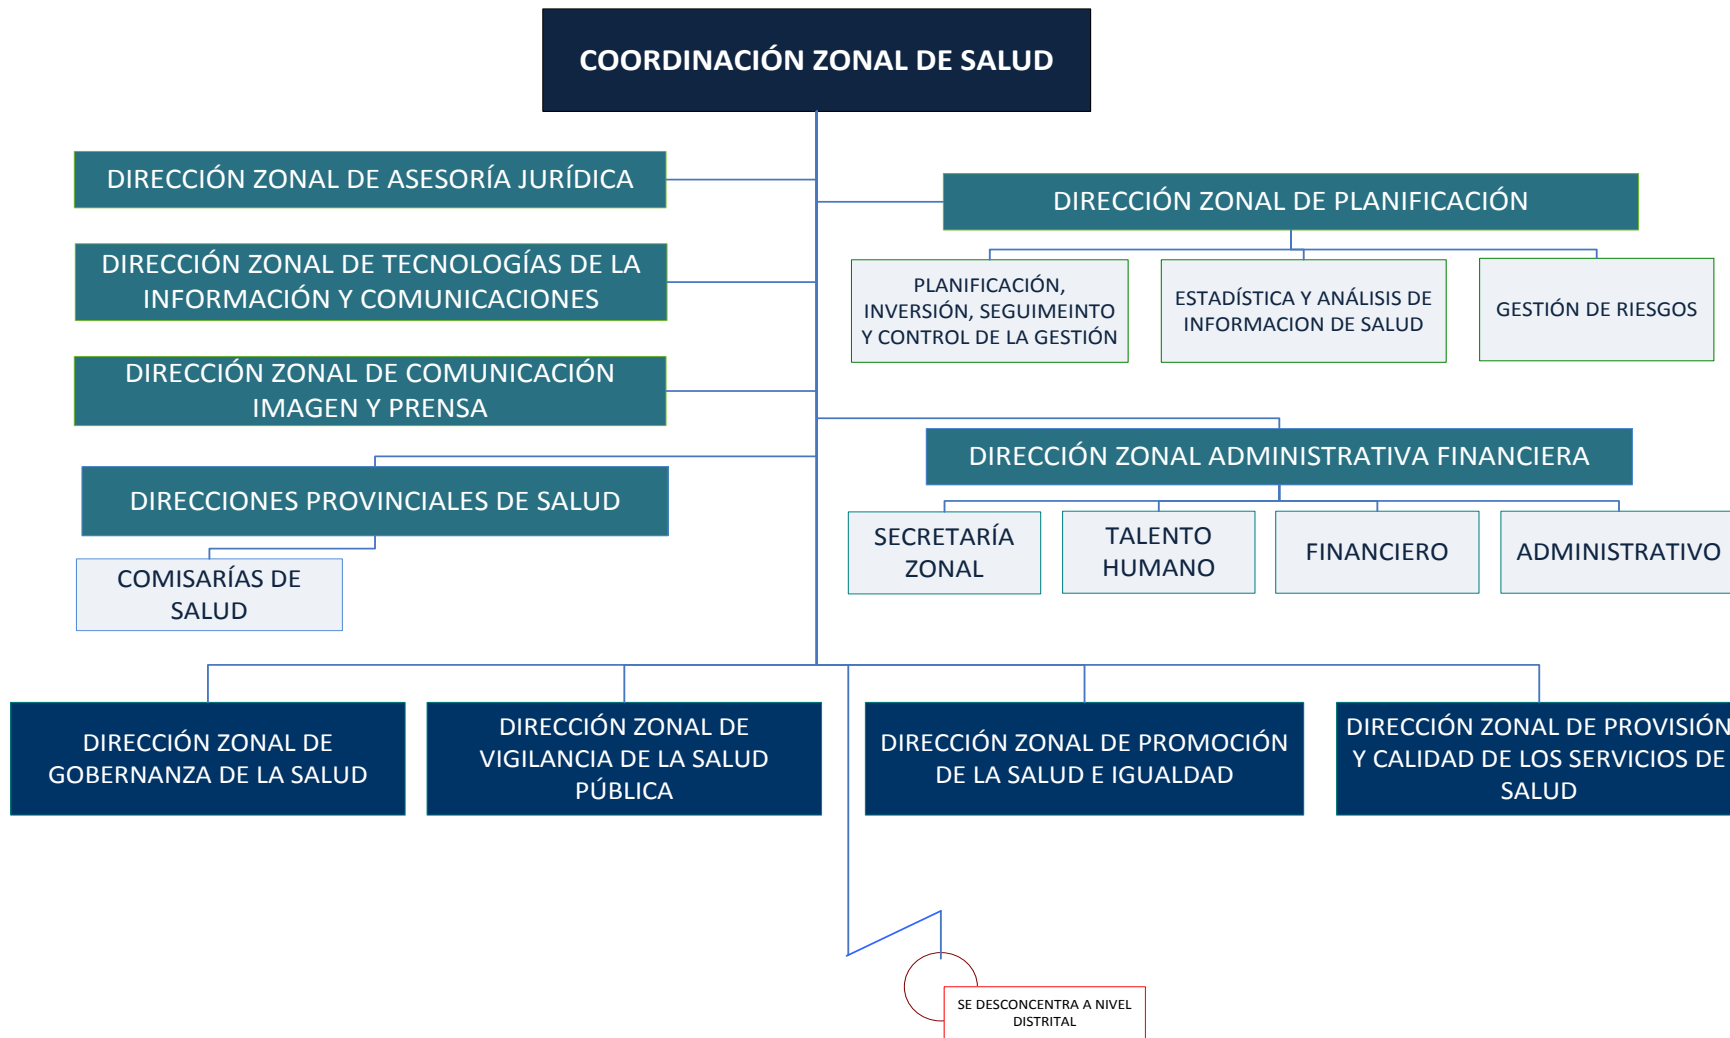 COORDINACIÓN ZONAL DE SALUD
DIRECCIÓN ZONAL DE ASESORÍA JURÍDICA
DIRECCIÓN ZONAL DE PLANIFICACIÓN
DIRECCIÓN ZONAL DE TECNOLOGÍAS DE LA
INFORMACIÓN Y COMUNICACIONES
PLANIFICACIÓN,
INVERSIÓN, SEGUIMEINTO
Y CONTROL DE LA GESTIÓN
ESTADÍSTICA Y ANÁLISIS DE
INFORMACION DE SALUD
GESTIÓN DE RIESGOS
DIRECCIÓN ZONAL DE COMUNICACIÓN
IMAGEN Y PRENSA
DIRECCIÓN ZONAL ADMINISTRATIVA FINANCIERA
DIRECCIONES PROVINCIALES DE SALUD
SECRETARÍA
ZONAL
TALENTO
HUMANO
FINANCIERO
ADMINISTRATIVO
COMISARÍAS DE
SALUD
DIRECCIÓN ZONAL DE
GOBERNANZA DE LA SALUD
DIRECCIÓN ZONAL DE
VIGILANCIA DE LA SALUD
PÚBLICA
DIRECCIÓN ZONAL DE PROMOCIÓN
DE LA SALUD E IGUALDAD
DIRECCIÓN ZONAL DE PROVISIÓN
Y CALIDAD DE LOS SERVICIOS DE
SALUD
SE DESCONCENTRA A NIVEL
DISTRITAL